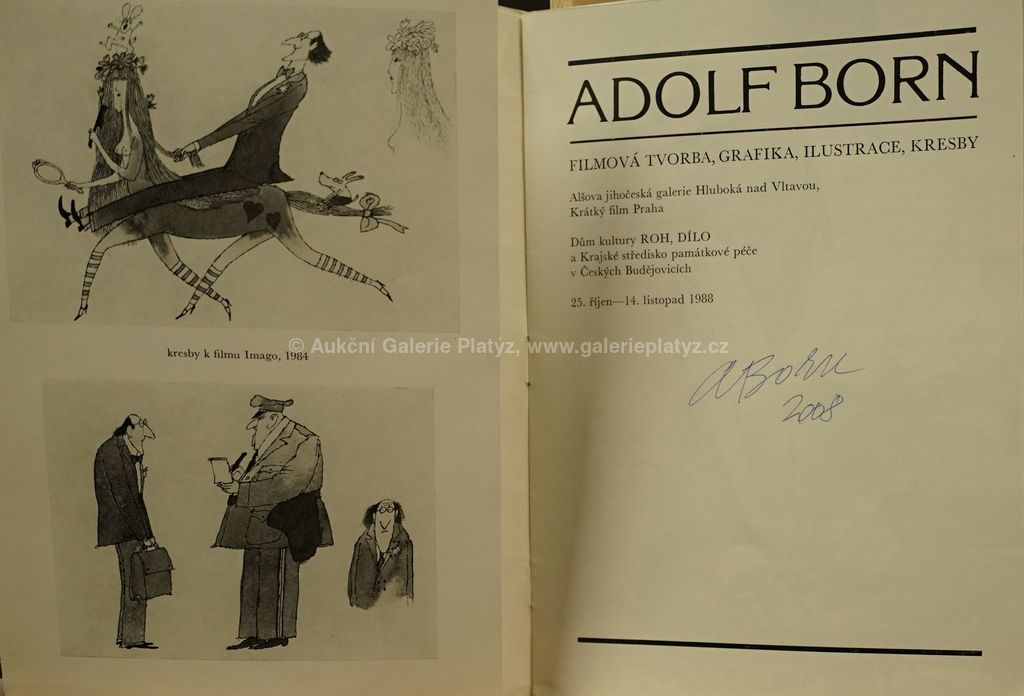 kresby k filmu Imago, 1984
ADOLF BORN
FILMOVÁ TVORBA, GRAFIKA, ILUSTRACE, KRESBY
Alšova jihočeská galerie Hluboká nad Vltavou,
Krátký film Praha
Dům kultury ROH, DÍLO
a Krajské středisko památkové péče
v Českých Budějovicích
25. říjen—14. listopad 1988
© Aukční Galerie Platýz, www.galerieplatyz.cz
ABorn
2008